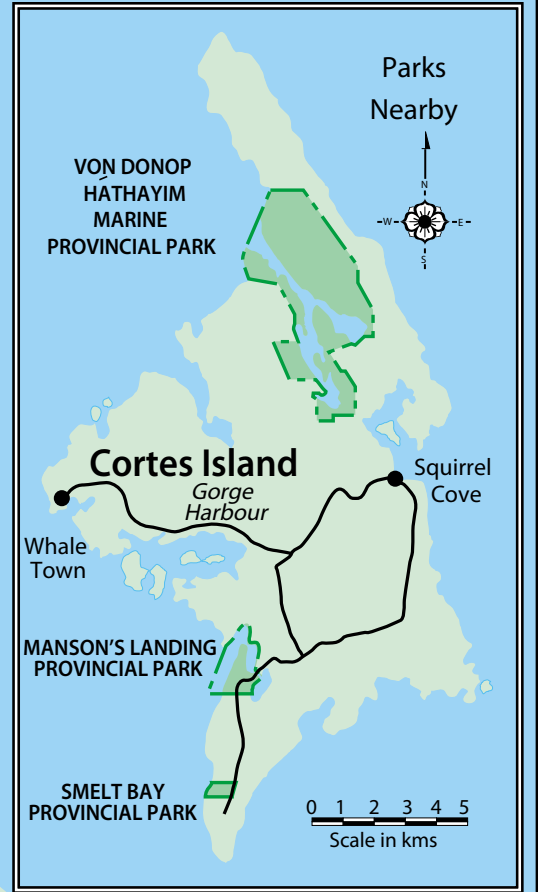 Parks
Nearby
N
W
E
S
VON DONOP
HÁTHAYIM
MARINE
PROVINCIAL PARK
Cortes Island
Gorge
Harbour
Squirrel
Cove
Whale
Town
MANSON'S LANDING
PROVINCIAL PARK
SMELT BAY
PROVINCIAL PARK
0 1 2 3 4 5
Scale in kms